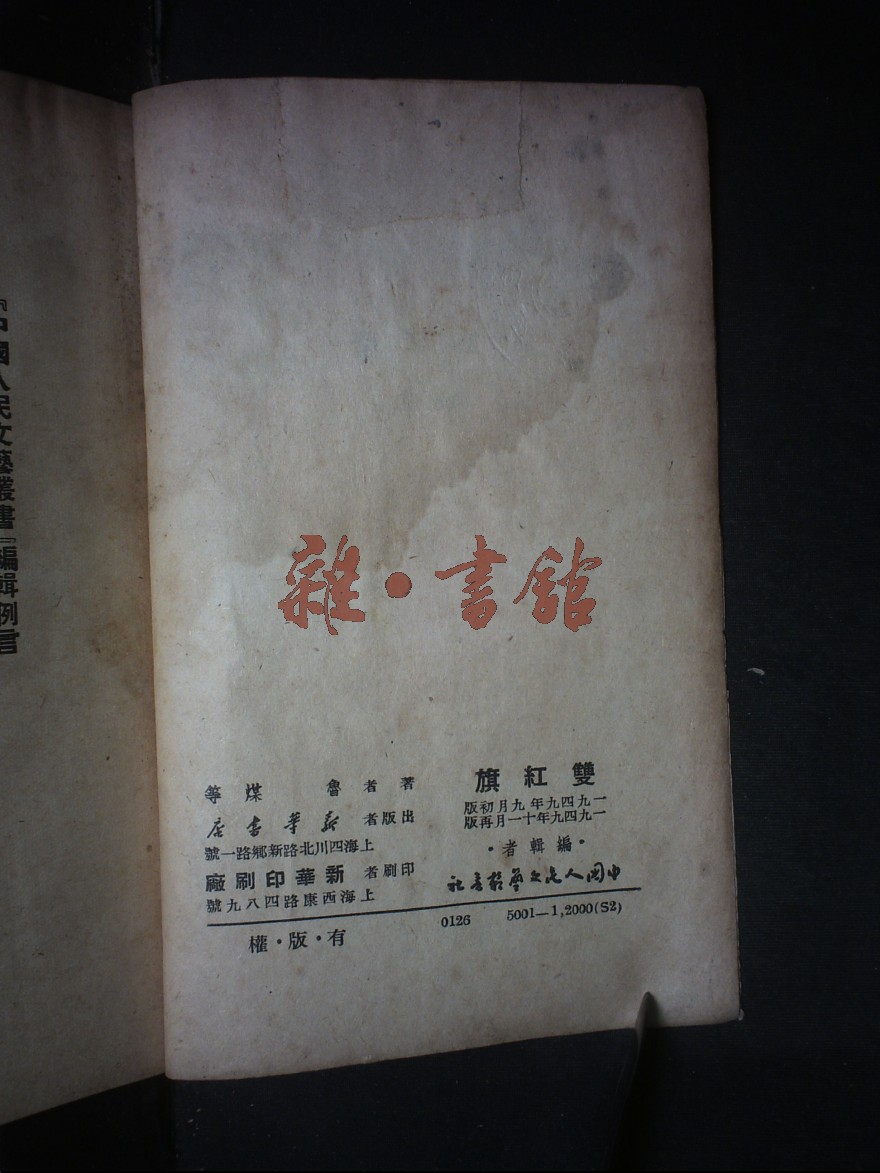 『中國人民文藝叢書』編輯例言
雜·書館
雙紅旗
一九四九年九月初版
一九四九年十一月再版
·編輯者·
中國人民文藝叢書社
著者 魯煤等
出版者 新華書店
上海四川北路新鄉路一號
印刷者 新華印刷廠
上海西康路四八九號
0126 5001—1,2000(S2)
有·版·權